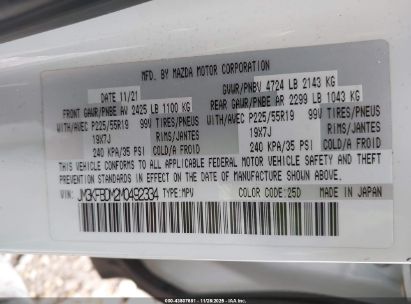 MFD. BY MAZDA MOTOR CORPORATION
DATE 11/21 GVWR/PNBV 4724 LB 2143 KG
FRONT GAWR/PNBE AV 2425 LB 1100 KG REAR GAWR/PNBE AR 2299 LB 1043 KG
WITH/AVEC P225/55R19 99V TIRES/PNEUS WITH/AVEC P225/55R19 99V TIRES/PNEUS
19X7J RIMS/JANTES 19X7J RIMS/JANTES
240 KPA/35 PSI COLD/A FROID 240 KPA/35 PSI COLD/A FROID
THIS VEHICLE CONFORMS TO ALL APPLICABLE FEDERAL MOTOR VEHICLE SAFETY AND
THEFT PREVENTION STANDARDS IN EFFECT ON THE DATE OF MANUFACTURE SHOWN ABOVE.
VIN: JM3KFBDM2M0492334 TYPE:MPV COLOR CODE:25D MADE IN JAPAN